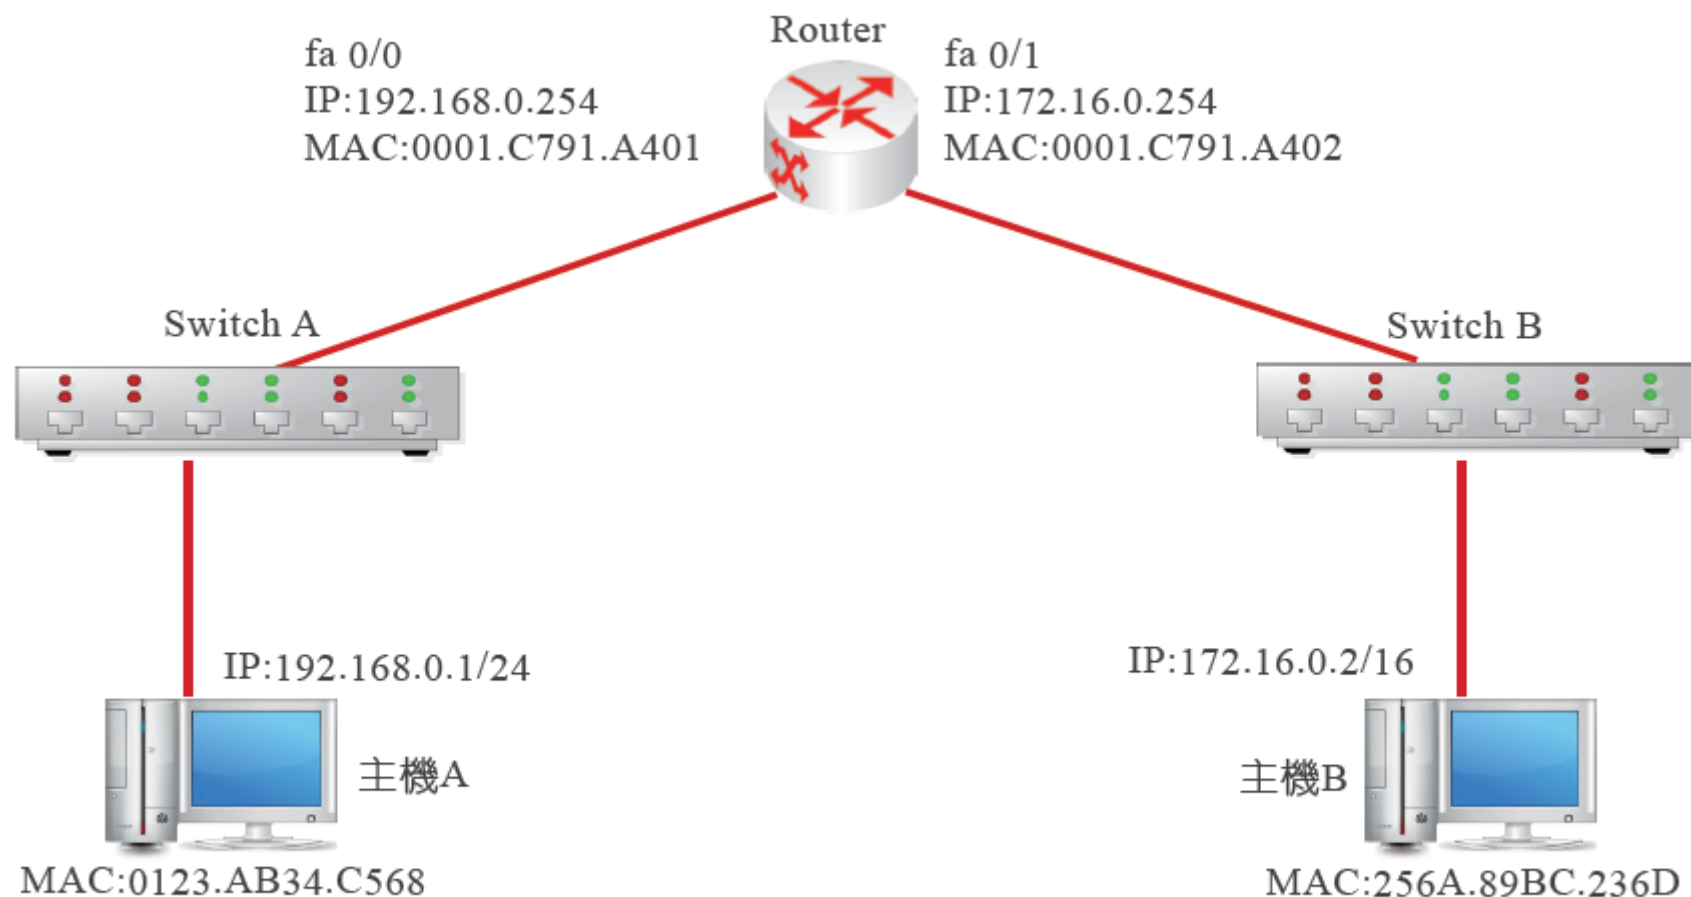 Router
fa 0/0
IP:192.168.0.254
MAC:0001.C791.A401
fa 0/1
IP:172.16.0.254
MAC:0001.C791.A402
Switch A
Switch B
IP:192.168.0.1/24
IP:172.16.0.2/16
主機A
主機B
MAC:0123.AB34.C568
MAC:256A.89BC.236D